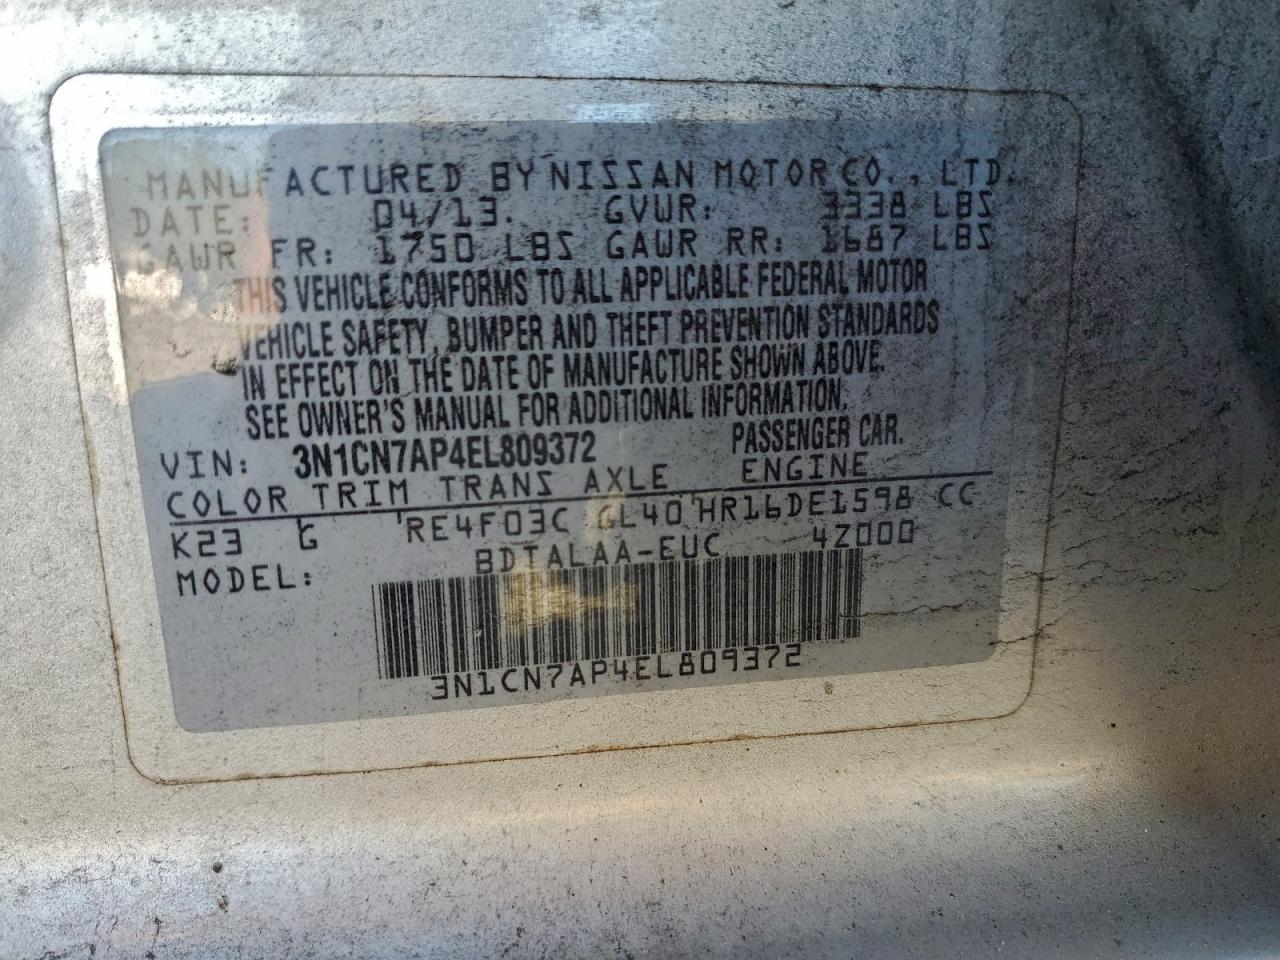 MANUFACTURED BY NISSAN MOTOR CO., LTD.
DATE: 04/13. GVWR: 3338 LBS
GAWR FR: 1750 LBS GAWR RR: 1687 LBS
THIS VEHICLE CONFORMS TO ALL APPLICABLE FEDERAL MOTOR
VEHICLE SAFETY, BUMPER AND THEFT PREVENTION STANDARDS
IN EFFECT ON THE DATE OF MANUFACTURE SHOWN ABOVE.
SEE OWNER'S MANUAL FOR ADDITIONAL INFORMATION.
VIN: 3N1CN7AP4EL809372 PASSENGER CAR.
COLOR TRIM TRANS AXLE ENGINE
K23 G RE4F03C GL40 HR16DE1598 CC
MODEL: BDTALAA-EUC 4Z000
3N1CN7AP4EL809372